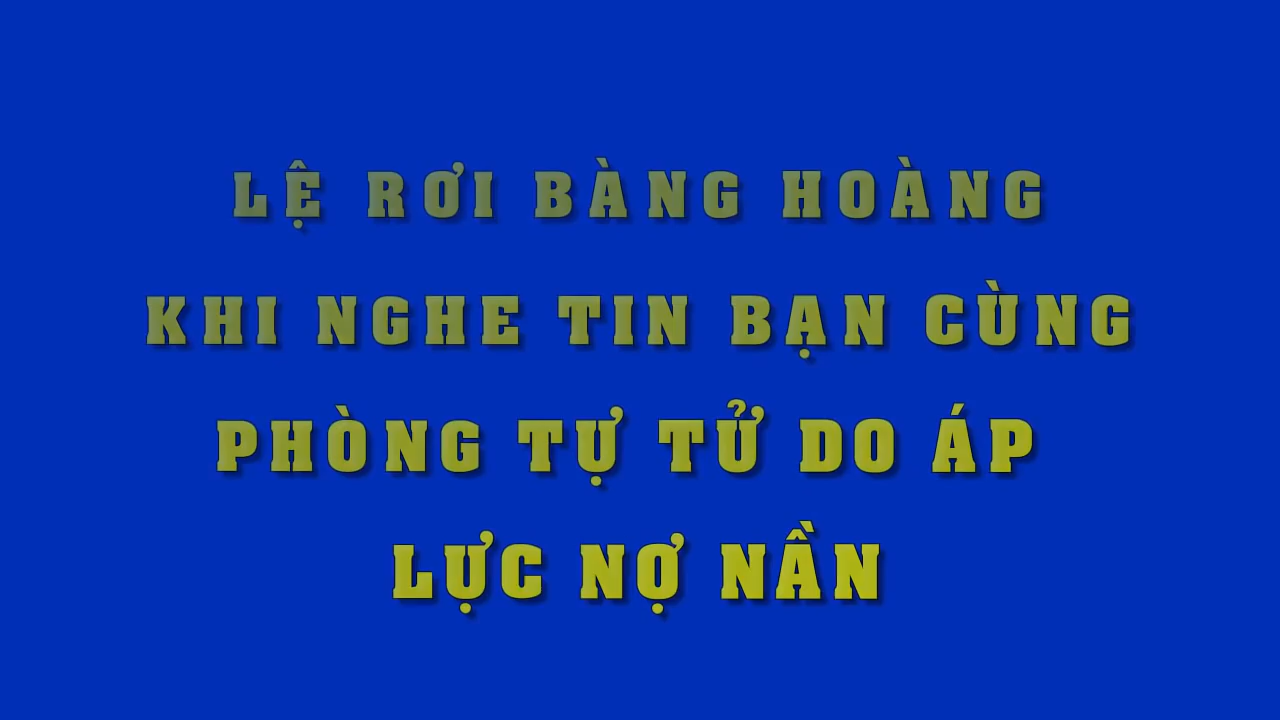 LỆ RƠI BÀNG HOÀNG
KHI NGHE TIN BẠN CÙNG
PHÒNG TỰ TỬ DO ÁP
LỰC NỢ NẦN